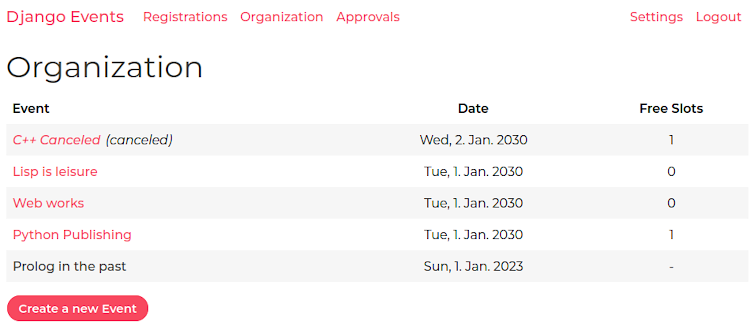 Django Events Registrations Organization Approvals Settings Logout
Organization
Event Date Free Slots
C++ Canceled (canceled) Wed, 2. Jan. 2030 1
Lisp is leisure Tue, 1. Jan. 2030 0
Web works Tue, 1. Jan. 2030 0
Python Publishing Tue, 1. Jan. 2030 1
Prolog in the past Sun, 1. Jan. 2023 -
Create a new Event